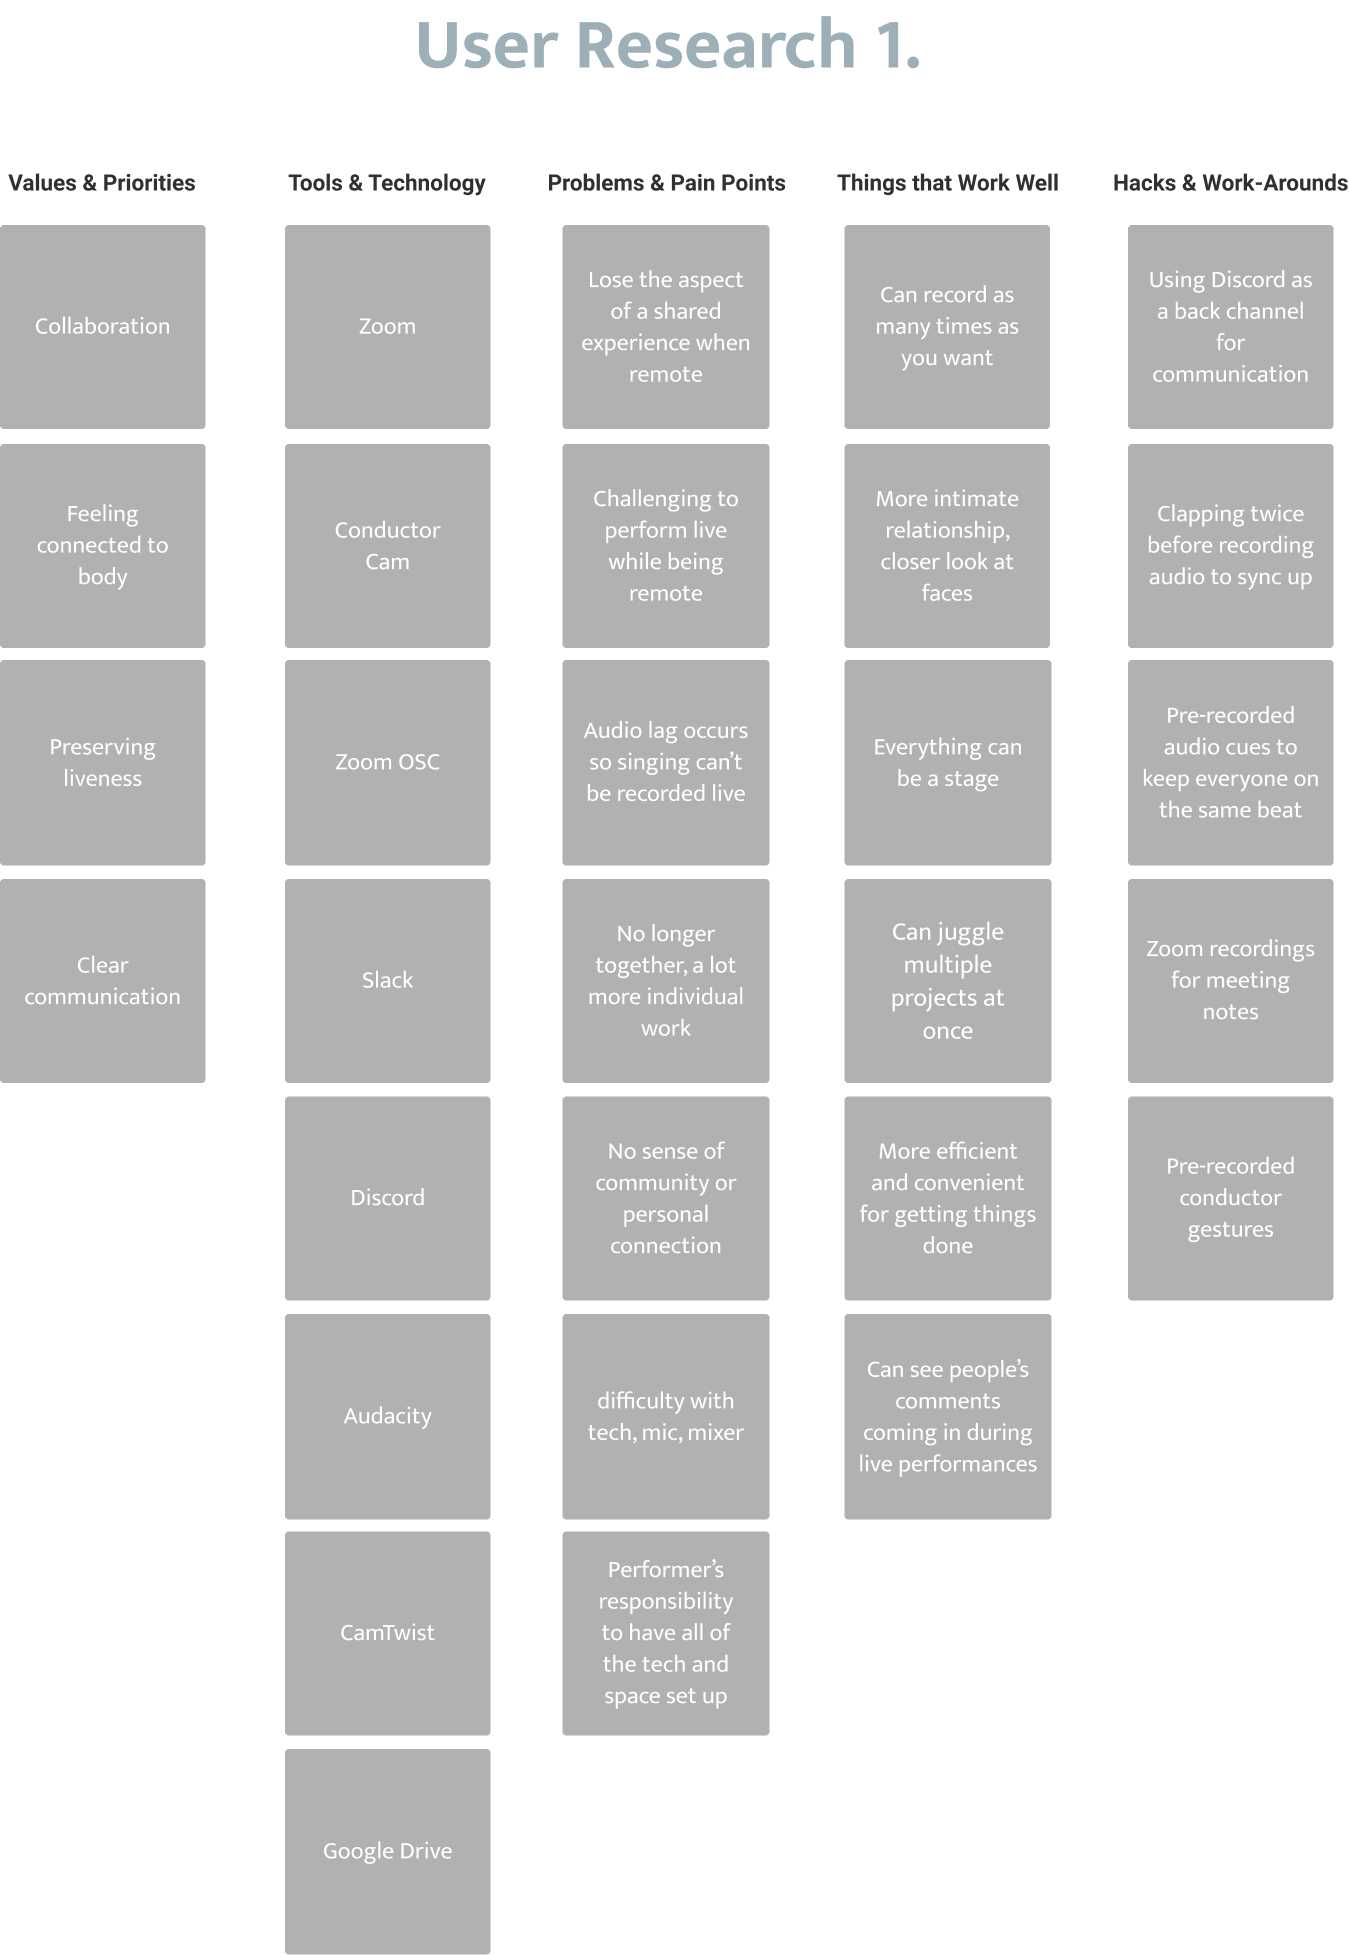 User Research 1.
Values & Priorities
Collaboration
Feeling
connected to
body
Preserving
liveness
Clear
communication
Tools & Technology
Zoom
Conductor
Cam
Zoom OSC
Slack
Discord
Audacity
CamTwist
Google Drive
Problems & Pain Points
Lose the aspect
of a shared
experience when
remote
Challenging to
perform live
while being
remote
Audio lag occurs
so singing can't
be recorded live
No longer
together, a lot
more individual
work
No sense of
community or
personal
connection
difficulty with
tech, mic, mixer
Performer's
responsibility
to have all of
the tech and
space set up
Things that Work Well
Can record as
many times as
you want
More intimate
relationship,
closer look at
faces
Everything can
be a stage
Can juggle
multiple
projects at
once
More efficient
and convenient
for getting things
done
Can see people's
comments
coming in during
live performances
Hacks & Work-Arounds
Using Discord as
a back channel
for
communication
Clapping twice
before recording
audio to sync up
Pre-recorded
audio cues to
keep everyone on
the same beat
Zoom recordings
for meeting
notes
Pre-recorded
conductor
gestures